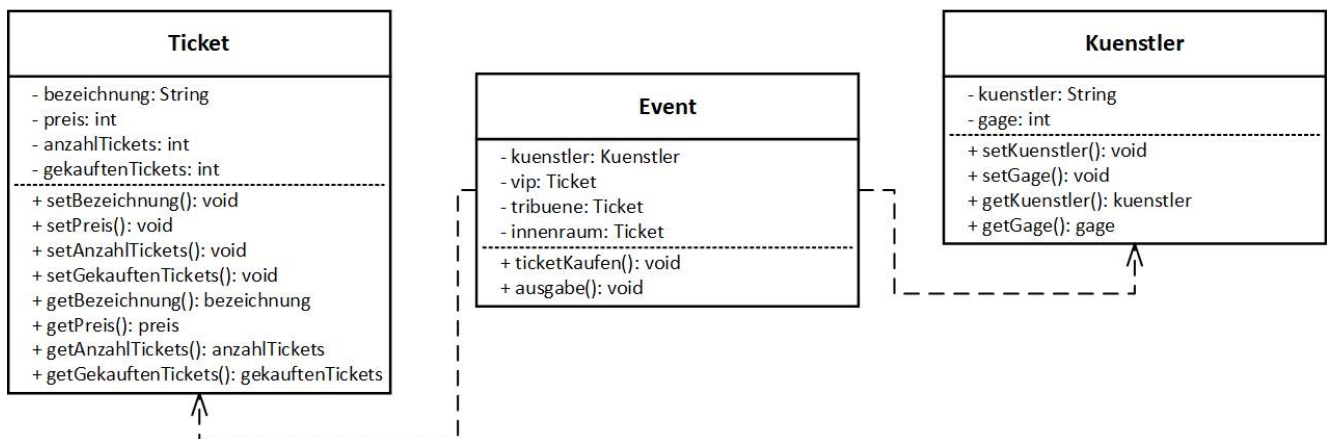 Ticket
- bezeichnung: String
- preis: int
- anzahlTickets: int
- gekauftenTickets: int
+ setBezeichnung(): void
+ setPreis(): void
+ setAnzahlTickets(): void
+ setGekauftenTickets(): void
+ getBezeichnung(): bezeichnung
+ getPreis(): preis
+ getAnzahlTickets(): anzahlTickets
+ getGekauftenTickets(): gekauftenTickets
Event
- kuenstler: Kuenstler
- vip: Ticket
- tribuene: Ticket
- innenraum: Ticket
+ ticketKaufen(): void
+ ausgabe(): void
Kuenstler
- kuenstler: String
- gage: int
+ setKuenstler(): void
+ setGage(): void
+ getKuenstler(): kuenstler
+ getGage(): gage